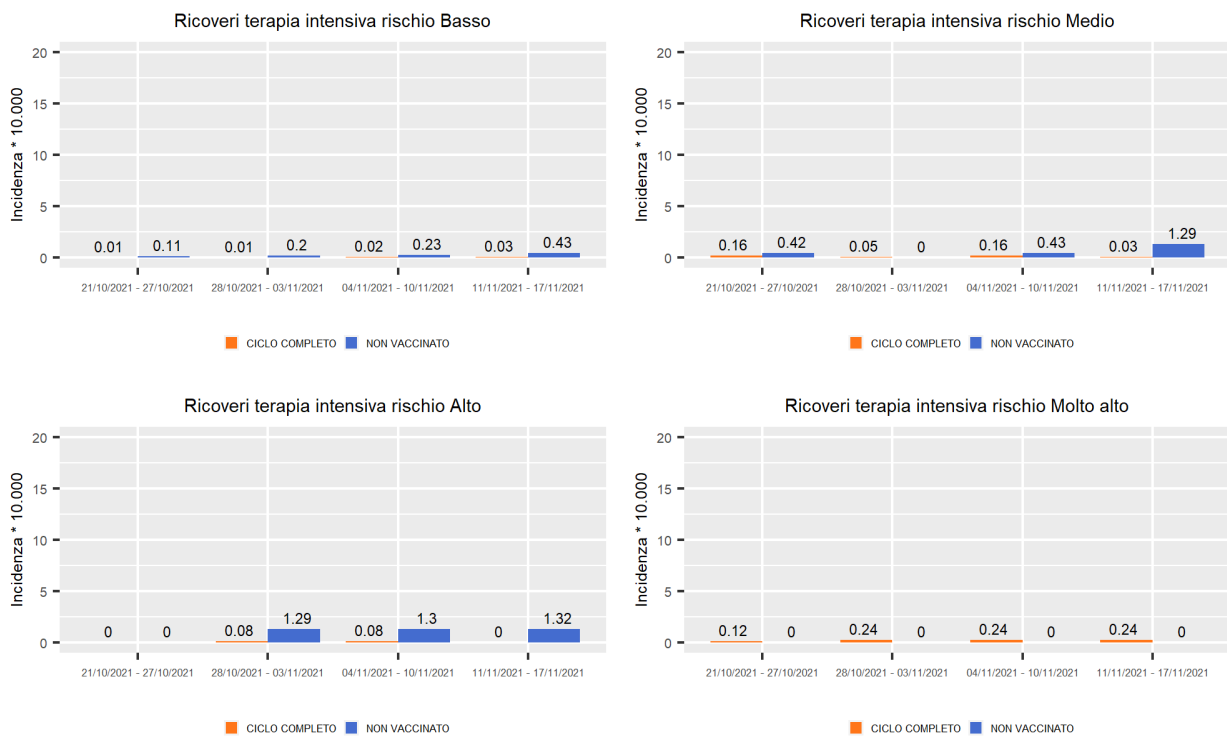 Ricoveri terapia intensiva rischio Basso
Incidenza * 10.000
20
15
10
5
0
0.01 0.11 0.01 0.2 0.02 0.23 0.03 0.43
21/10/2021 - 27/10/2021 28/10/2021 - 03/11/2021 04/11/2021 - 10/11/2021 11/11/2021 - 17/11/2021
CICLO COMPLETO NON VACCINATO
Ricoveri terapia intensiva rischio Medio
Incidenza * 10.000
20
15
10
5
0
0.16 0.42 0.05 0 0.16 0.43 0.03 1.29
21/10/2021 - 27/10/2021 28/10/2021 - 03/11/2021 04/11/2021 - 10/11/2021 11/11/2021 - 17/11/2021
CICLO COMPLETO NON VACCINATO
Ricoveri terapia intensiva rischio Alto
Incidenza * 10.000
20
15
10
5
0
0 0 0.08 1.29 0.08 1.3 0 1.32
21/10/2021 - 27/10/2021 28/10/2021 - 03/11/2021 04/11/2021 - 10/11/2021 11/11/2021 - 17/11/2021
CICLO COMPLETO NON VACCINATO
Ricoveri terapia intensiva rischio Molto alto
Incidenza * 10.000
20
15
10
5
0
0.12 0 0.24 0 0.24 0 0.24 0
21/10/2021 - 27/10/2021 28/10/2021 - 03/11/2021 04/11/2021 - 10/11/2021 11/11/2021 - 17/11/2021
CICLO COMPLETO NON VACCINATO